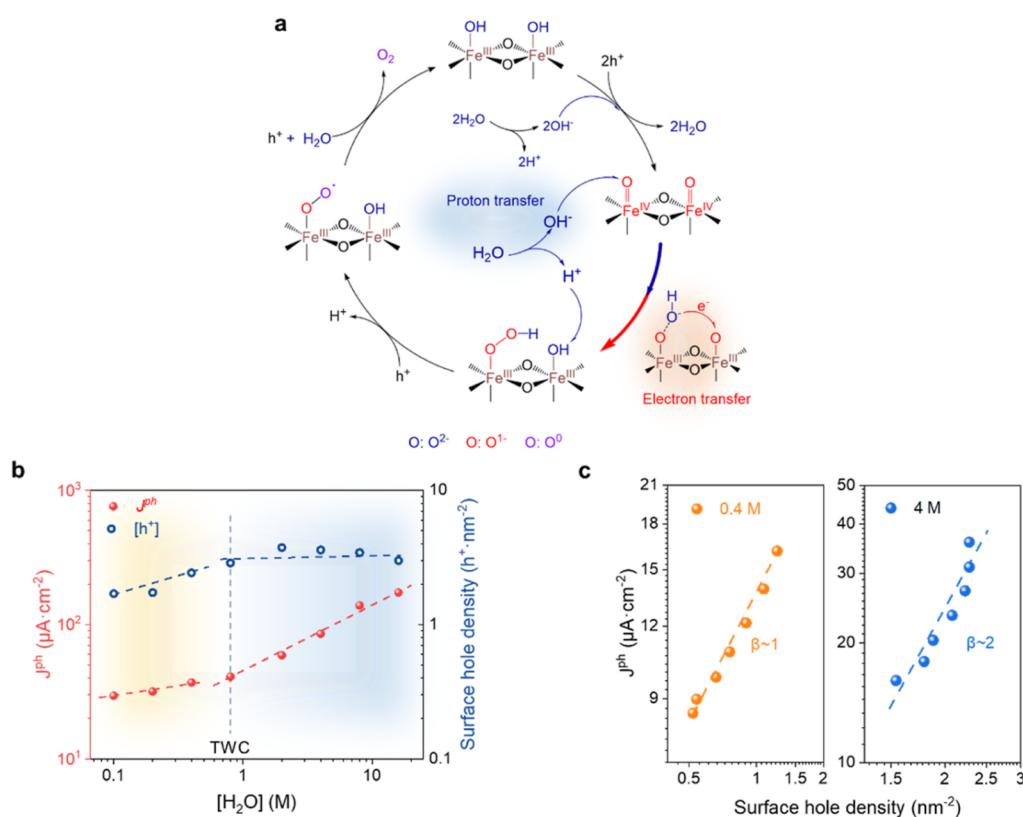 a
OH OH
O₂
Feᴵᴵᴵ O Feᴵᴵᴵ
O
2h⁺
h⁺ + H₂O
2H₂O 2OH⁻
2H⁺
2H₂O
O•
O OH
Feᴵᴵᴵ O Feᴵᴵᴵ
O
Proton transfer
OH⁻
H₂O
H⁺
O O
Feᴵⱽ O Feᴵⱽ
O
H
O⁻ e⁻
O O
Feᴵᴵᴵ O Feᴵᴵᴵ
O
Electron transfer
H⁺
h⁺
O–H
O OH
Feᴵᴵᴵ O Feᴵᴵᴵ
O
O: O²⁻ O: O¹⁻ O: O⁰
b
Jᵖʰ
[h⁺]
Jᵖʰ (μA·cm⁻²)
10³
10²
10¹
10
1
0.1
Surface hole density (h⁺·nm⁻²)
TWC
0.1 1 10
[H₂O] (M)
c
0.4 M
β~1
Jᵖʰ (μA·cm⁻²)
21
18
15
12
9
0.5 1 2
4 M
β~2
50
40
30
20
10
1.5 2 2.5 3
Surface hole density (nm⁻²)